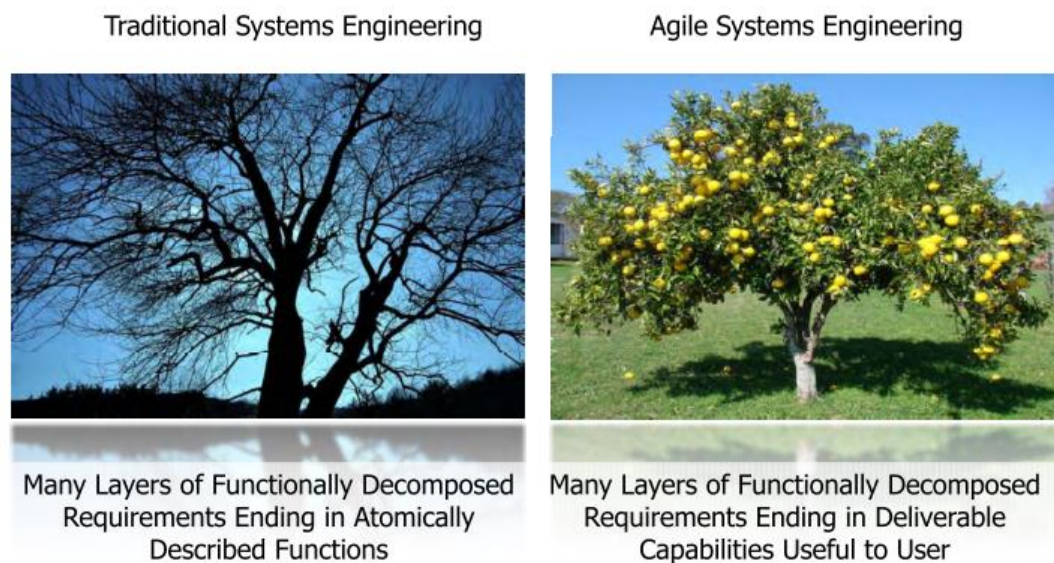 Traditional Systems Engineering
Agile Systems Engineering
Many Layers of Functionally Decomposed
Requirements Ending in Atomically
Described Functions
Many Layers of Functionally Decomposed
Requirements Ending in Deliverable
Capabilities Useful to User